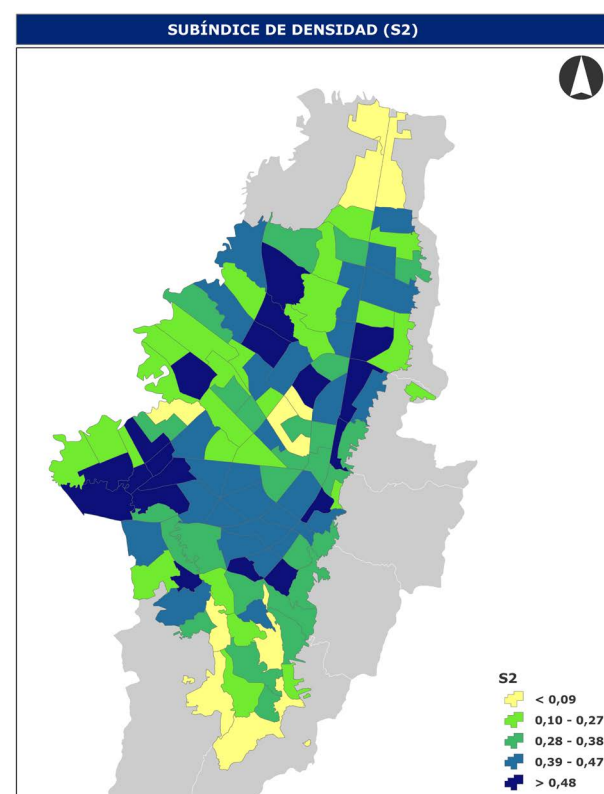 SUBÍNDICE DE DENSIDAD (S2)
S2
< 0,09
0,10 - 0,27
0,28 - 0,38
0,39 - 0,47
> 0,48